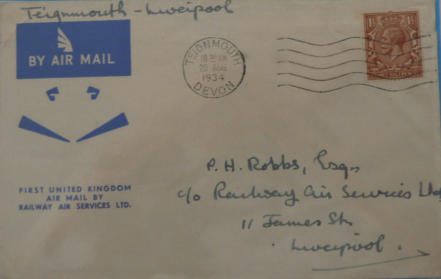 Teignmouth - Liverpool
BY AIR MAIL
TEIGNMOUTH
20 AUG
1934
DEVON
FIRST UNITED KINGDOM
AIR MAIL BY
RAILWAY AIR SERVICES LTD.
P. H. Robbs, Esq.
c/o Railway Air Services Ltd
11 James St.
Liverpool.